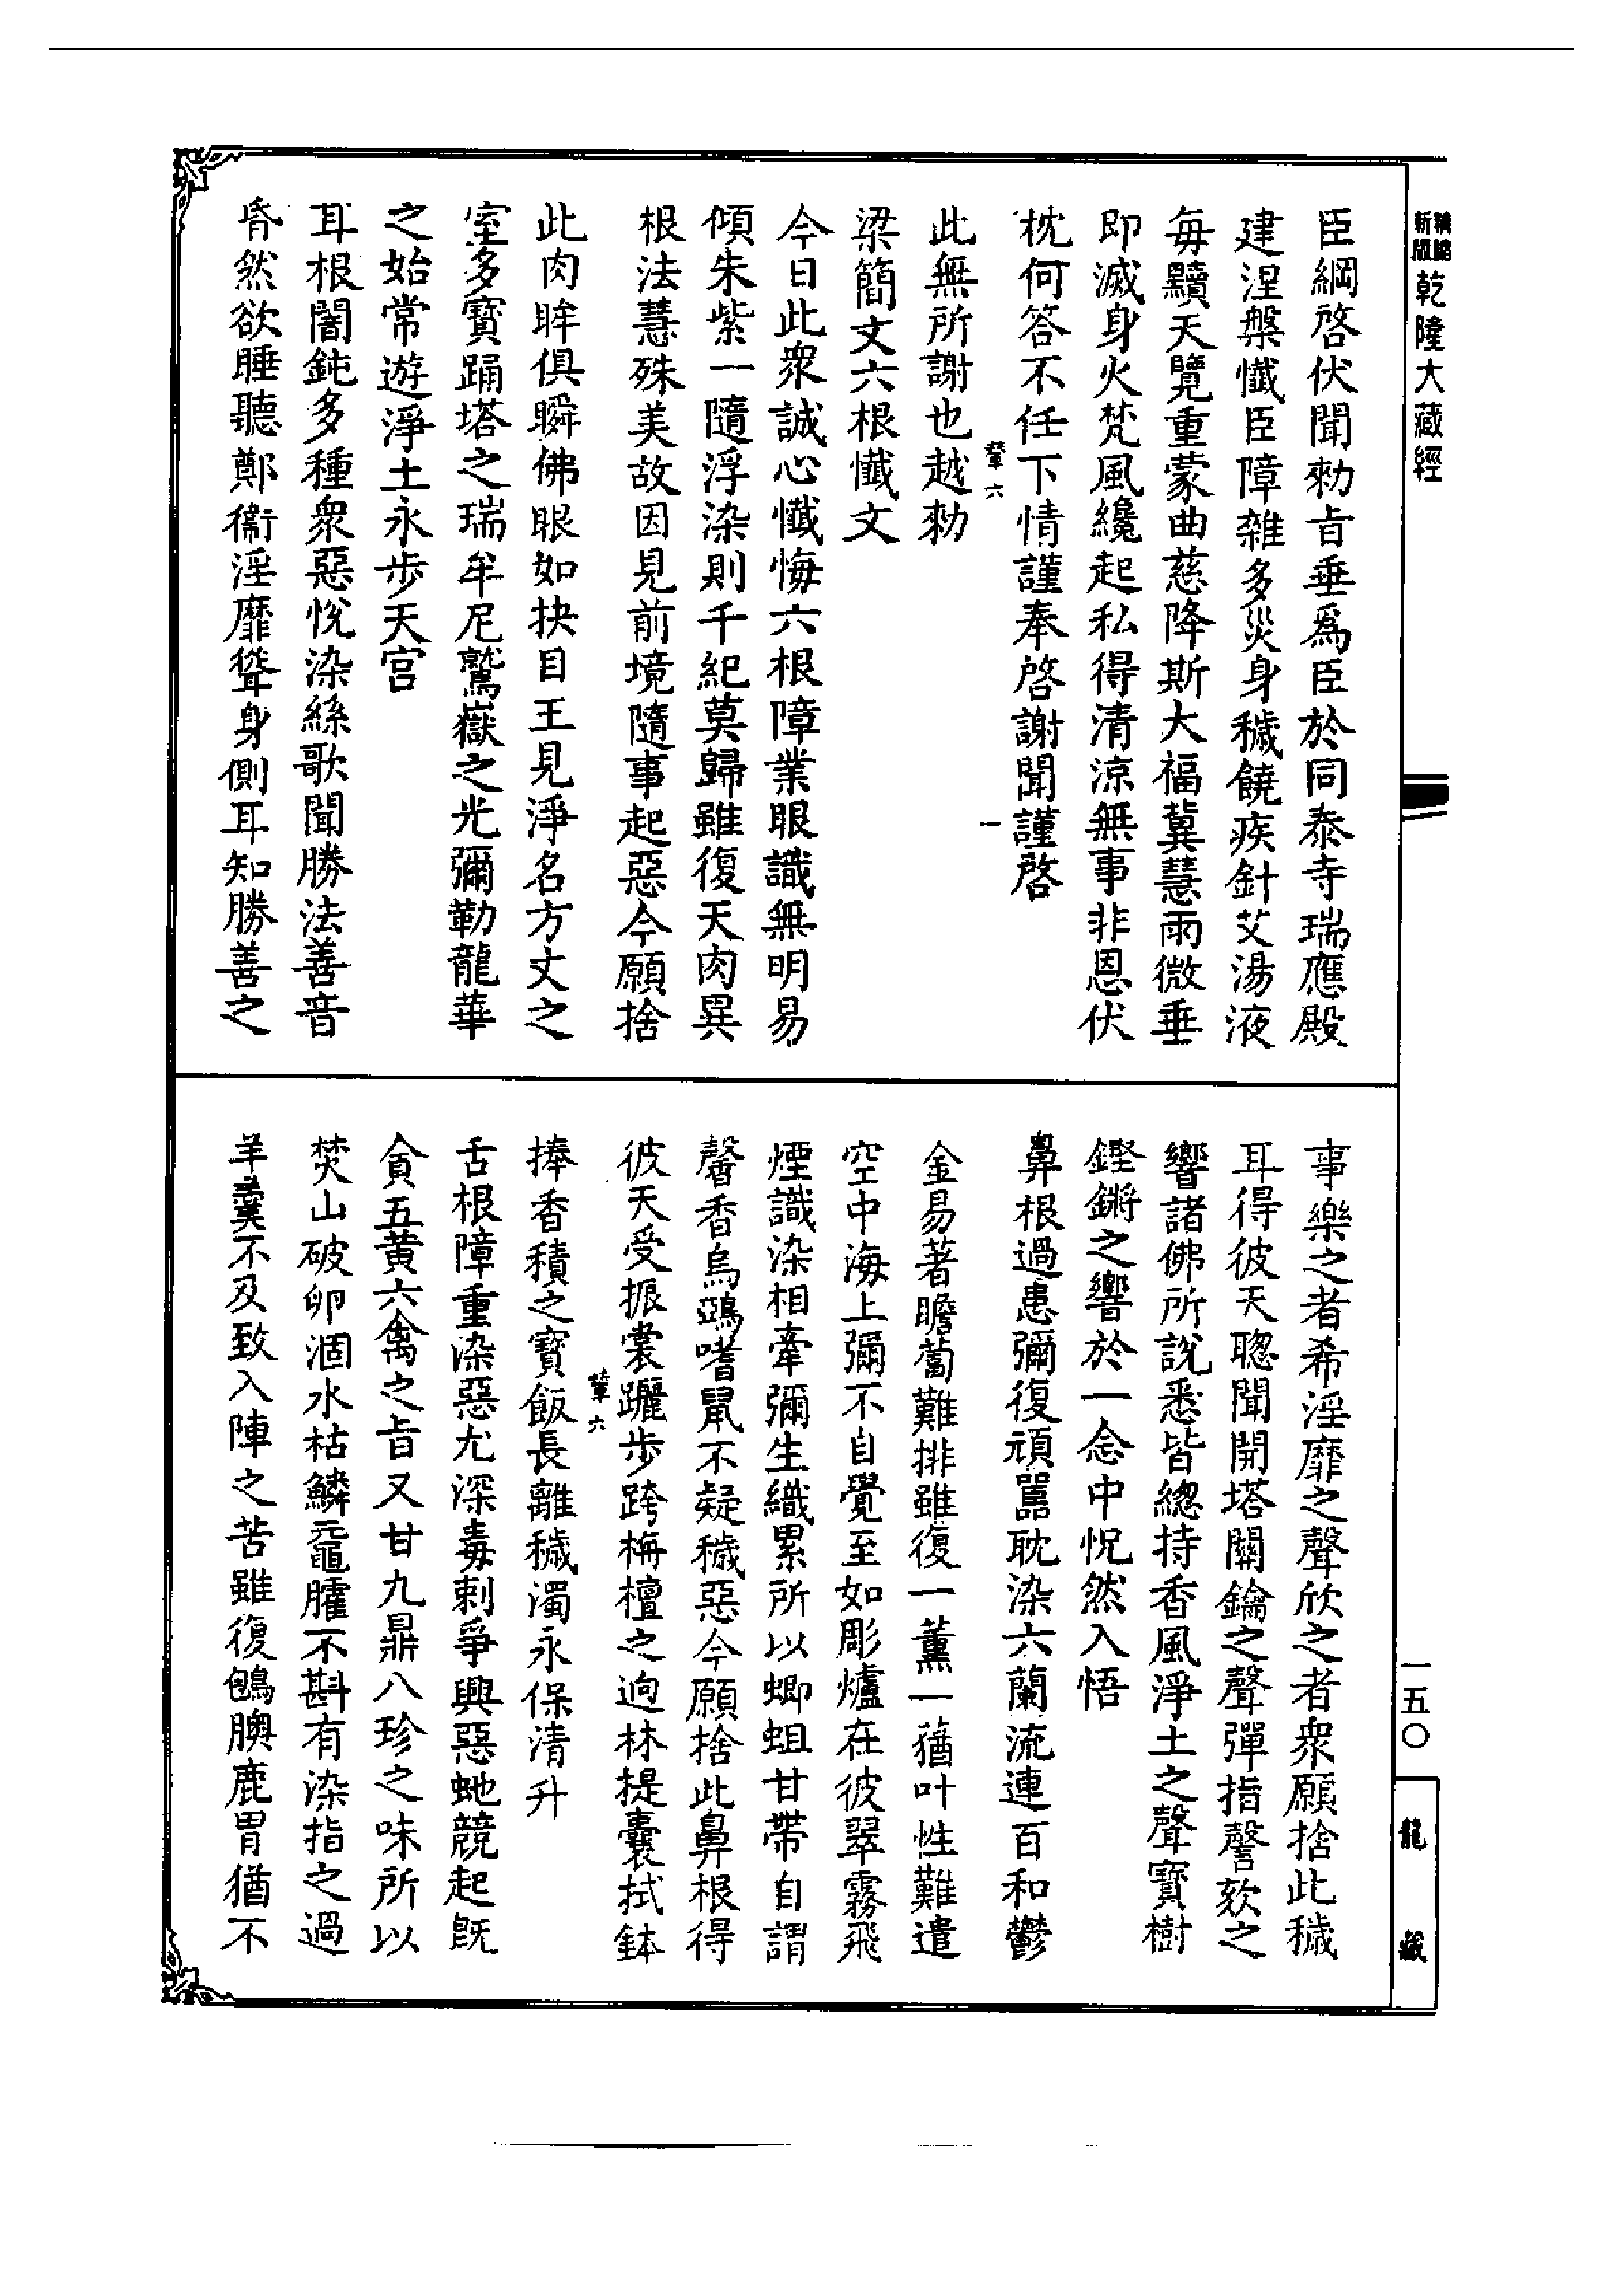 乾隆大藏經
臣綱啓伏聞勑旨垂爲臣於同泰寺瑞應殿
建涅槃懺臣障雜多災身穢饒疾針艾湯液
每黷天覽重蒙曲慈降斯大福冀慧雨微垂
即滅身火梵風纔起私得清涼無事非恩伏
枕何答不任下情謹奉啓謝聞謹啓
輦六
一
此無所謝也越勑
梁簡文六根懺文
今日此衆誠心懺悔六根障業眼識無明易
傾朱紫一隨浮染則千紀莫歸雖復天肉異
根法慧殊美故因見前境隨事起惡今願捨
此肉眸俱瞬佛眼如抉目王見淨名方丈之
室多寶踊塔之瑞牟尼鷲嶽之光彌勒龍華
之始常遊淨土永步天宫
耳根闇鈍多種衆惡悅染絲歌聞勝法善音
昏然欲睡聽鄭衞淫靡聳身側耳知勝善之
事樂之者希淫靡之聲欣之者衆願捨此穢
耳得彼天聰聞開塔關鑰之聲彈指謦欬之
響諸佛所說悉皆總持香風淨土之聲寶樹
鏗鏘之響於一念中怳然入悟
鼻根過患彌復頑嚚耽染六蘭流連百和鬱
金易著瞻蔔難排雖復一薰一蕕叶性難遣
空中海上彌不自覺至如彫爐在彼翠霧飛
煙識染相牽彌生織累所以蝍蛆甘帶自謂
馨香烏鵶嗜鼠不疑穢惡今願捨此鼻根得
彼天受振裳躧步跨栴檀之迾林提囊拭鉢
輦六
捧香積之寶飯長離穢濁永保清升
舌根障重染惡尤深毒剌爭興惡虵競起既
貪五黄六禽之旨又甘九鼎八珍之味所以
焚山破卵涸水枯鱗黿臛不斟有染指之過
羊羹不及致入陣之苦雖復鴝腴鹿胃猶不
一五〇
龍藏